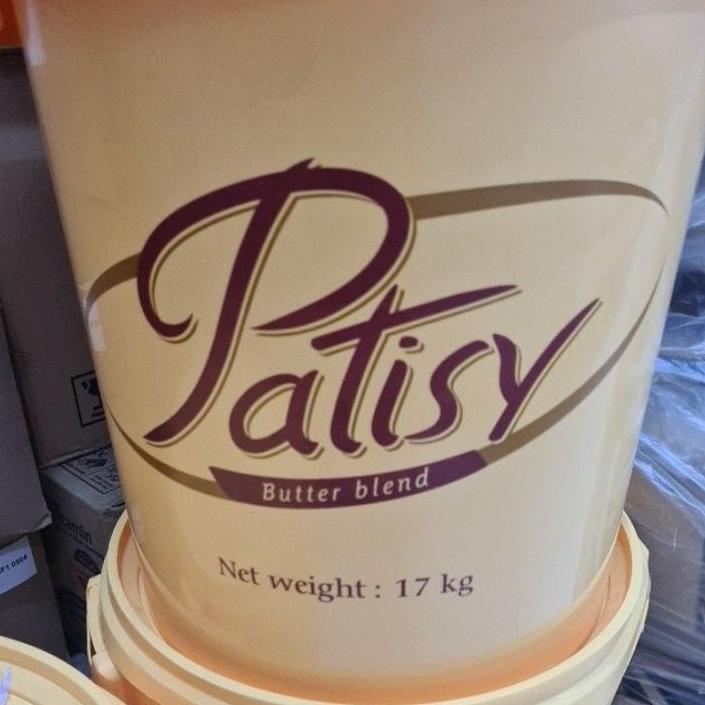 Patisy
Butter blend
Net weight : 17 kg